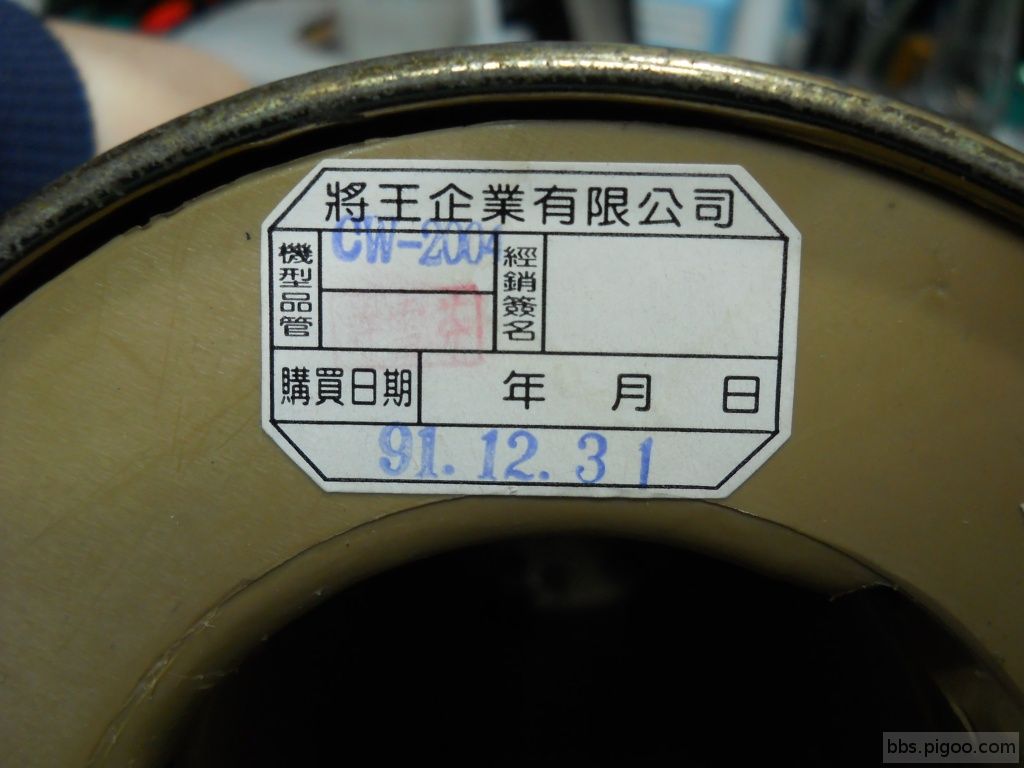 將王企業有限公司
機型品管
CW-2004
經銷簽名
購買日期
年 月 日
91.12.31
bbs.pigoo.com